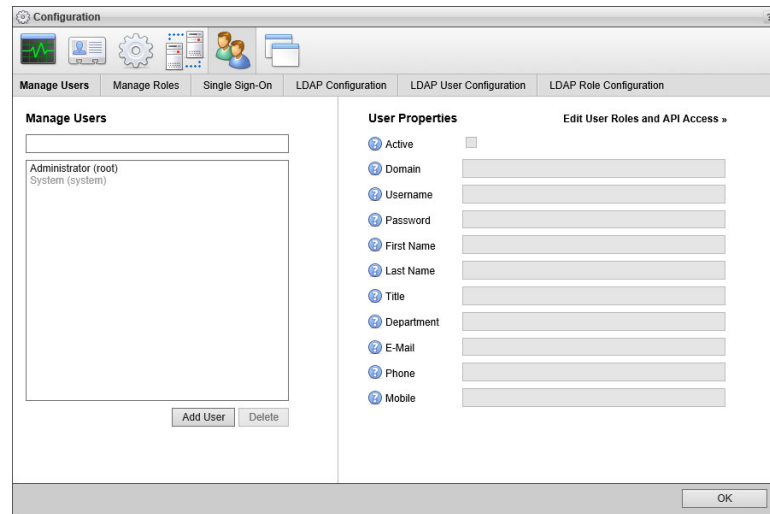 Configuration
Manage Users Manage Roles Single Sign-On LDAP Configuration LDAP User Configuration LDAP Role Configuration
Manage Users
Administrator (root)
System (system)
Add User Delete
User Properties Edit User Roles and API Access »
Active
Domain
Username
Password
First Name
Last Name
Title
Department
E-Mail
Phone
Mobile
OK